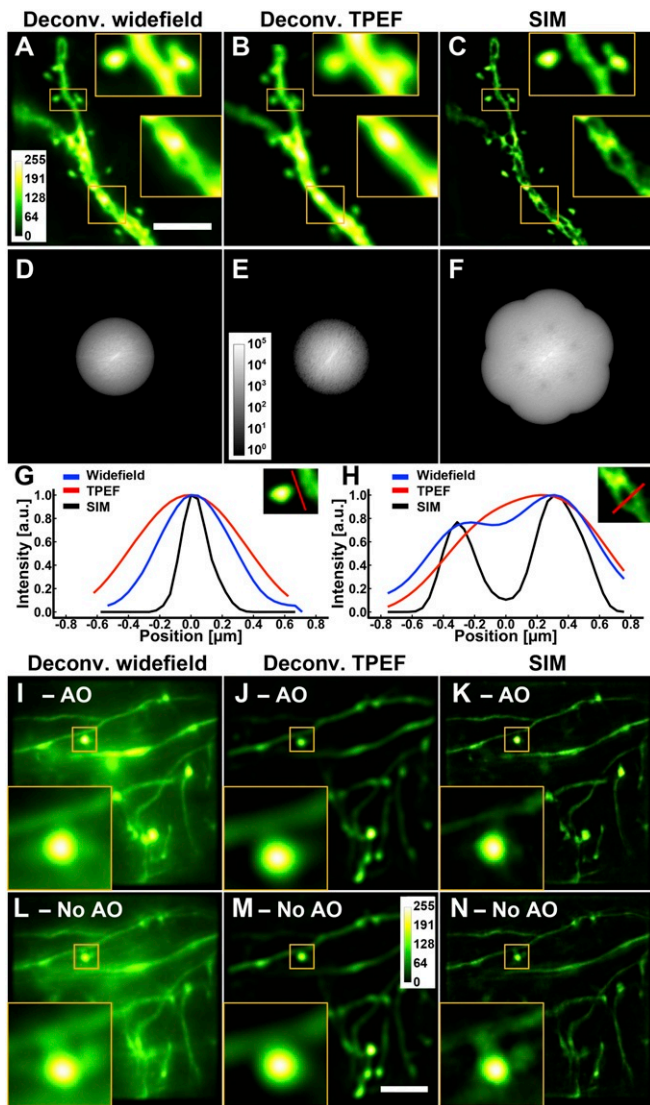 Deconv. widefield Deconv. TPEF SIM
A B C
255
191
128
64
0
D E F
10⁵
10⁴
10³
10²
10¹
10⁰
G H
Widefield
TPEF
SIM
Intensity [a.u.]
1.0
0.8
0.6
0.4
0.2
0.0
-0.8 -0.6 -0.4 -0.2 0.0 0.2 0.4 0.6 0.8
Position [µm]
Widefield
TPEF
SIM
Intensity [a.u.]
1.0
0.8
0.6
0.4
0.2
0.0
-0.8 -0.6 -0.4 -0.2 0.0 0.2 0.4 0.6 0.8
Position [µm]
Deconv. widefield Deconv. TPEF SIM
I – AO J – AO K – AO
L – No AO M – No AO N – No AO
255
191
128
64
0